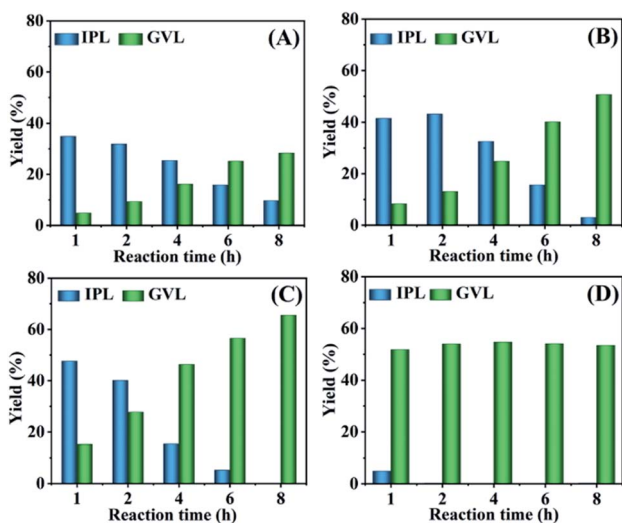 80 IPL GVL (A)
60
40
20
0
Yield (%)
1 2 4 6 8
Reaction time (h)
80 IPL GVL (B)
60
40
20
0
Yield (%)
1 2 4 6 8
Reaction time (h)
80 IPL GVL (C)
60
40
20
0
Yield (%)
1 2 4 6 8
Reaction time (h)
80 IPL GVL (D)
60
40
20
0
Yield (%)
1 2 4 6 8
Reaction time (h)